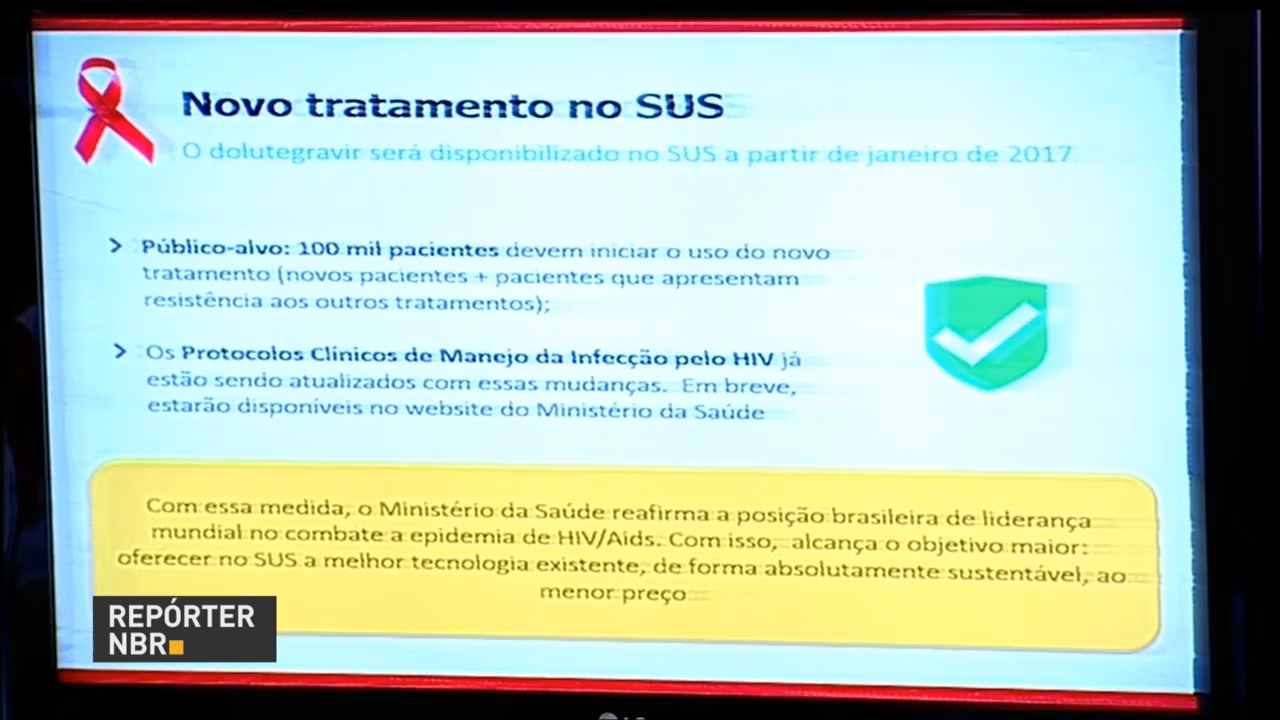 Novo tratamento no SUS
O dolutegravir será disponibilizado no SUS a partir de janeiro de 2017
Público-alvo: 100 mil pacientes devem iniciar o uso do novo
tratamento (novos pacientes + pacientes que apresentam
resistência aos outros tratamentos);
Os Protocolos Clínicos de Manejo da Infecção pelo HIV já
estão sendo atualizados com essas mudanças. Em breve,
estarão disponíveis no website do Ministério da Saúde
Com essa medida, o Ministério da Saúde reafirma a posição brasileira de liderança
mundial no combate a epidemia de HIV/Aids. Com isso, alcança o objetivo maior:
oferecer no SUS a melhor tecnologia existente, de forma absolutamente sustentável, ao
menor preço
REPÓRTER
NBR